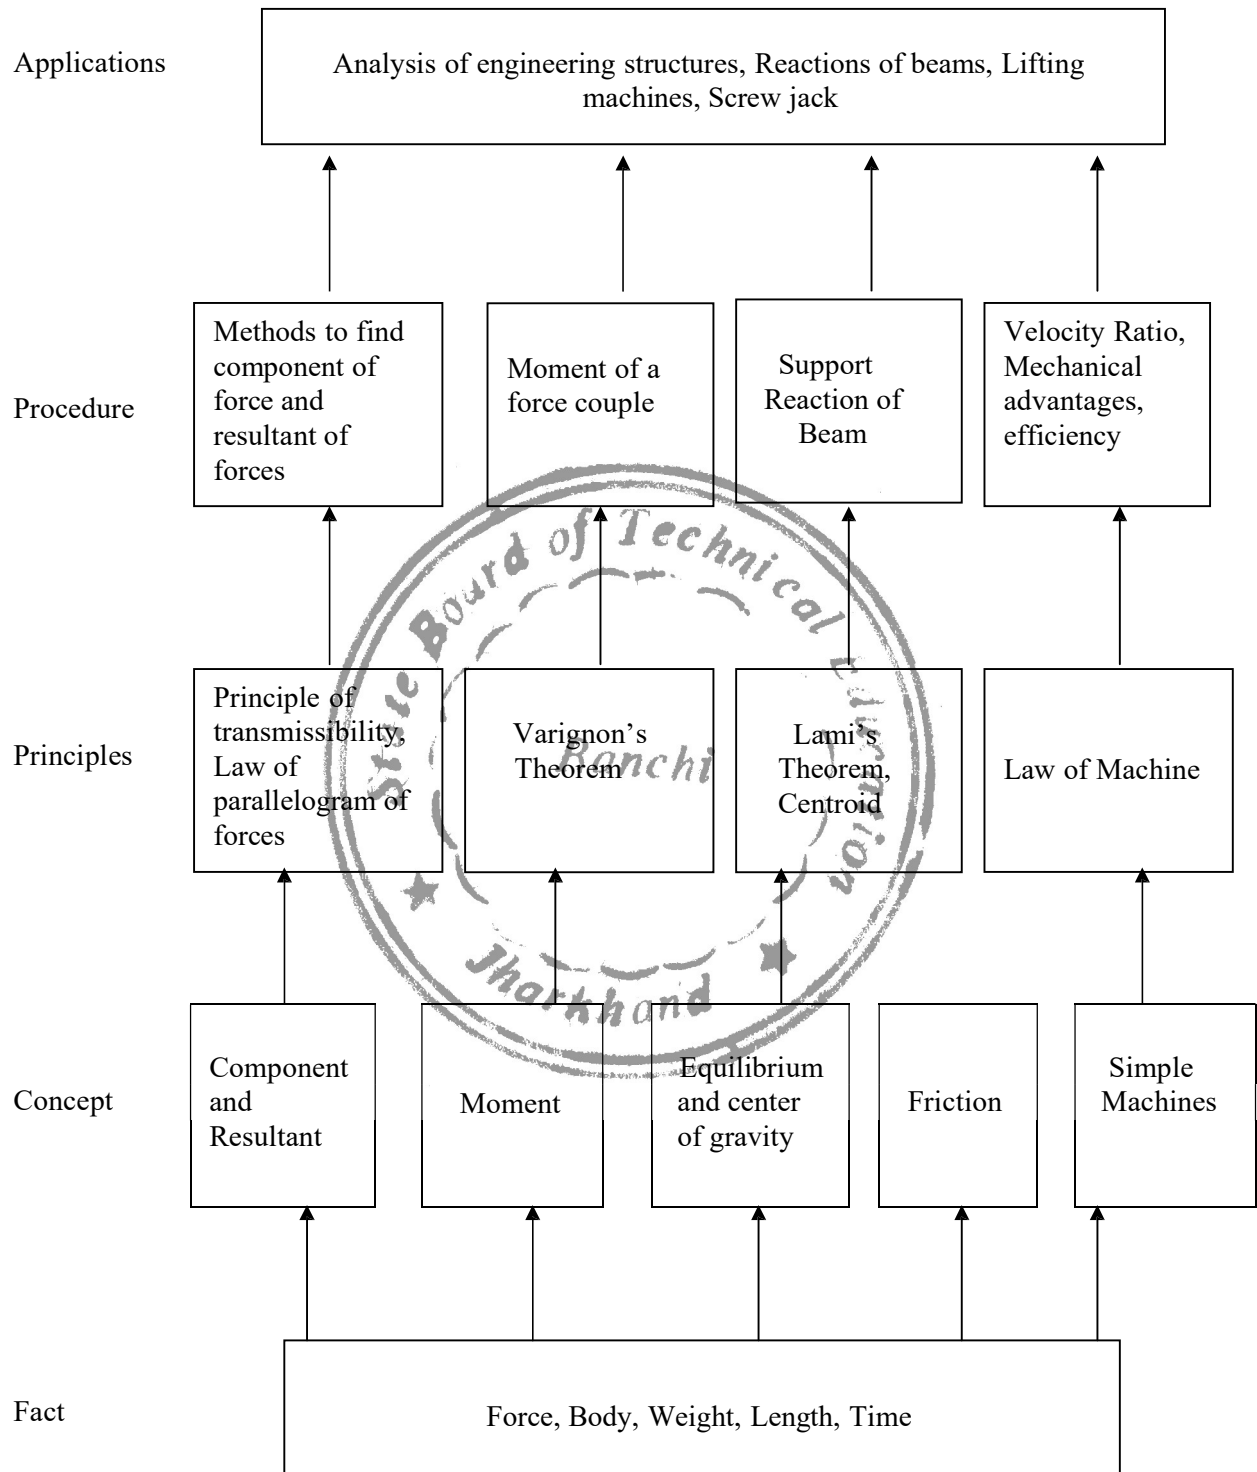 Applications
Analysis of engineering structures, Reactions of beams, Lifting
machines, Screw jack
Procedure
Methods to find
component of
force and
resultant of
forces
Moment of a
force couple
Support
Reaction of
Beam
Velocity Ratio,
Mechanical
advantages,
efficiency
Principles
Principle of
transmissibility,
Law of
parallelogram of
forces
Varignon’s
Theorem
Lami’s
Theorem,
Centroid
Law of Machine
Concept
Component
and
Resultant
Moment
Equilibrium
and center
of gravity
Friction
Simple
Machines
Fact
Force, Body, Weight, Length, Time
State Board of Technical Education
Ranchi
Jharkhand